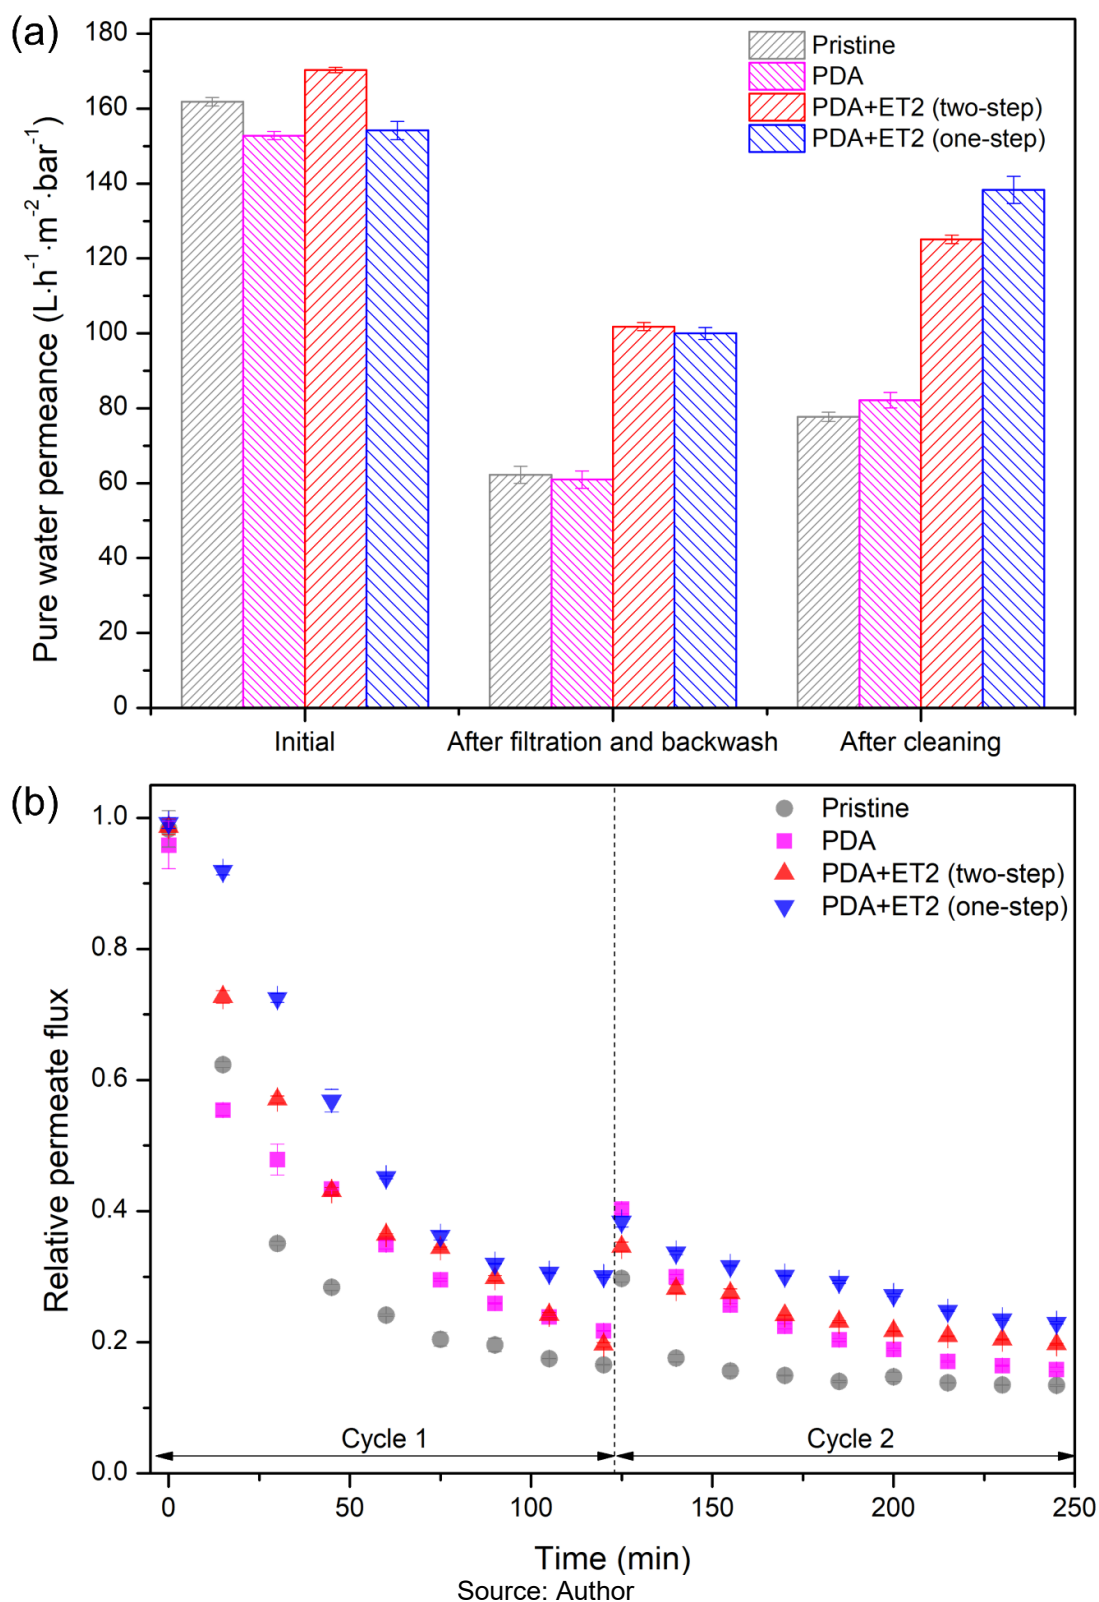 (a)
Pure water permeance (L·h⁻¹·m⁻²·bar⁻¹)
180
160
140
120
100
80
60
40
20
0
Pristine
PDA
PDA+ET2 (two-step)
PDA+ET2 (one-step)
Initial
After filtration and backwash
After cleaning
(b)
Relative permeate flux
1.0
0.8
0.6
0.4
0.2
0.0
Pristine
PDA
PDA+ET2 (two-step)
PDA+ET2 (one-step)
Cycle 1
Cycle 2
0
50
100
150
200
250
Time (min)
Source: Author